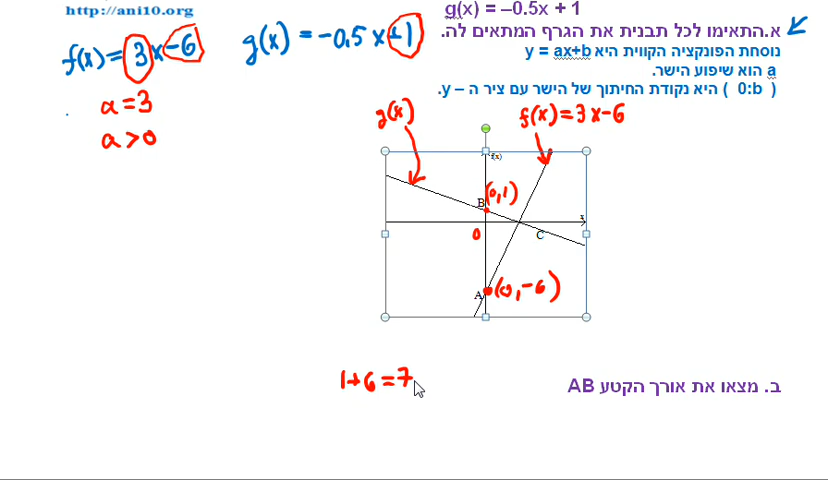 http://ani10.org
g(x) = –0.5x + 1
א.התאימו לכל תבנית את הגרף המתאים לה.
נוסחת הפונקציה הקווית היא y = ax+b
a הוא שיפוע הישר.
( 0:b ) היא נקודת החיתוך של הישר עם ציר ה – y.
f(x) = 3x-6
g(x) = -0.5x+1
a=3
a>0
g(x)
f(x)=3x-6
f(x)
B
(0,1)
x
0
C
A
(0,-6)
1+6=7
ב. מצאו את אורך הקטע AB